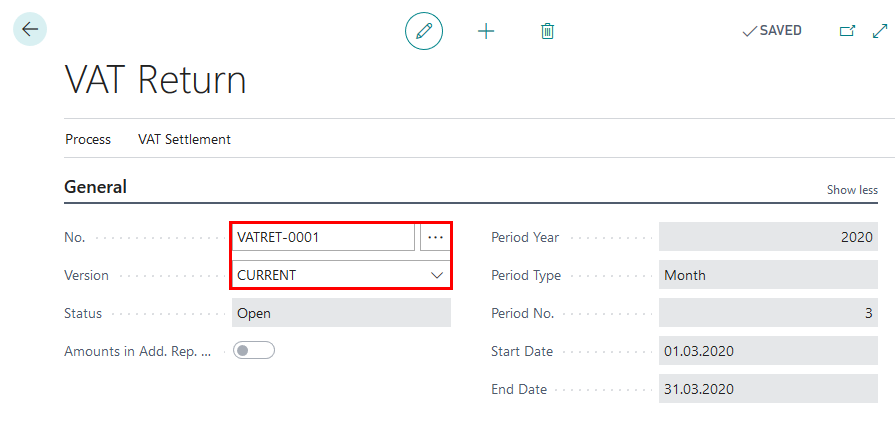 SAVED
VAT Return
Process VAT Settlement
General Show less
No. VATRET-0001 ... Period Year 2020
Version CURRENT Period Type Month
Status Open Period No. 3
Amounts in Add. Rep. ... Start Date 01.03.2020
End Date 31.03.2020